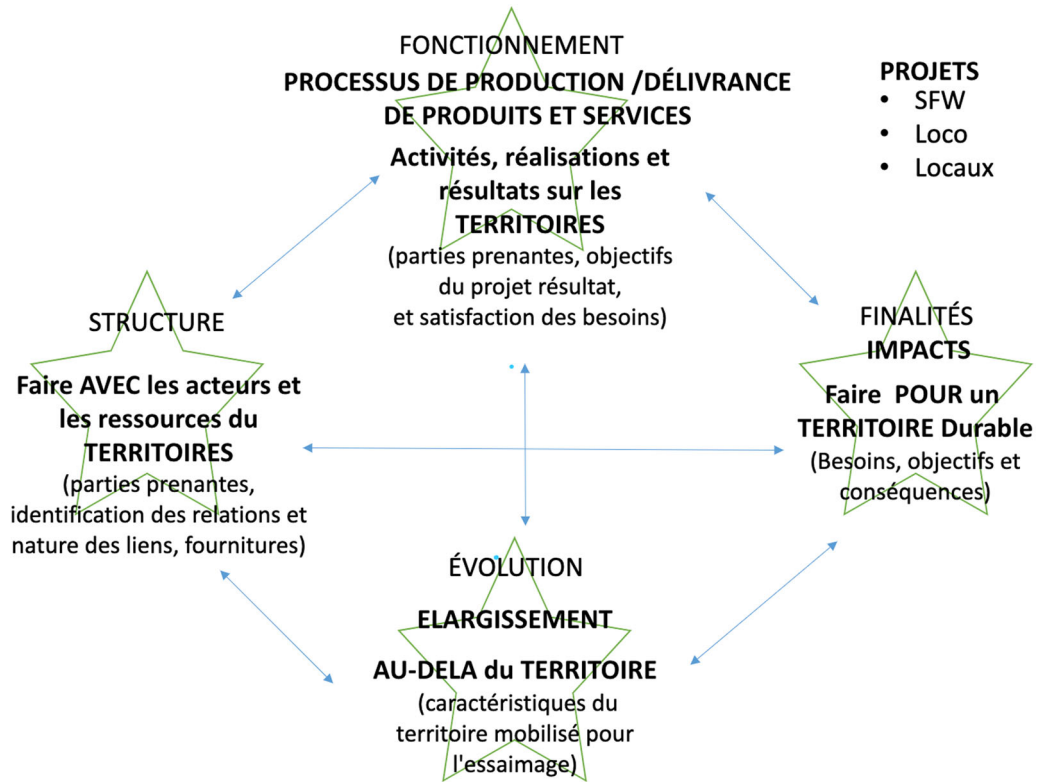 FONCTIONNEMENT
PROCESSUS DE PRODUCTION /DÉLIVRANCE
DE PRODUITS ET SERVICES
Activités, réalisations et
résultats sur les
TERRITOIRES
(parties prenantes, objectifs
du projet résultat,
et satisfaction des besoins)
PROJETS
• SFW
• Loco
• Locaux
STRUCTURE
Faire AVEC les acteurs et
les ressources du
TERRITOIRES
(parties prenantes,
identification des relations et
nature des liens, fournitures)
FINALITÉS
IMPACTS
Faire POUR un
TERRITOIRE Durable
(Besoins, objectifs et
conséquences)
ÉVOLUTION
ELARGISSEMENT
AU-DELA du TERRITOIRE
(caractéristiques du
territoire mobilisé pour
l'essaimage)